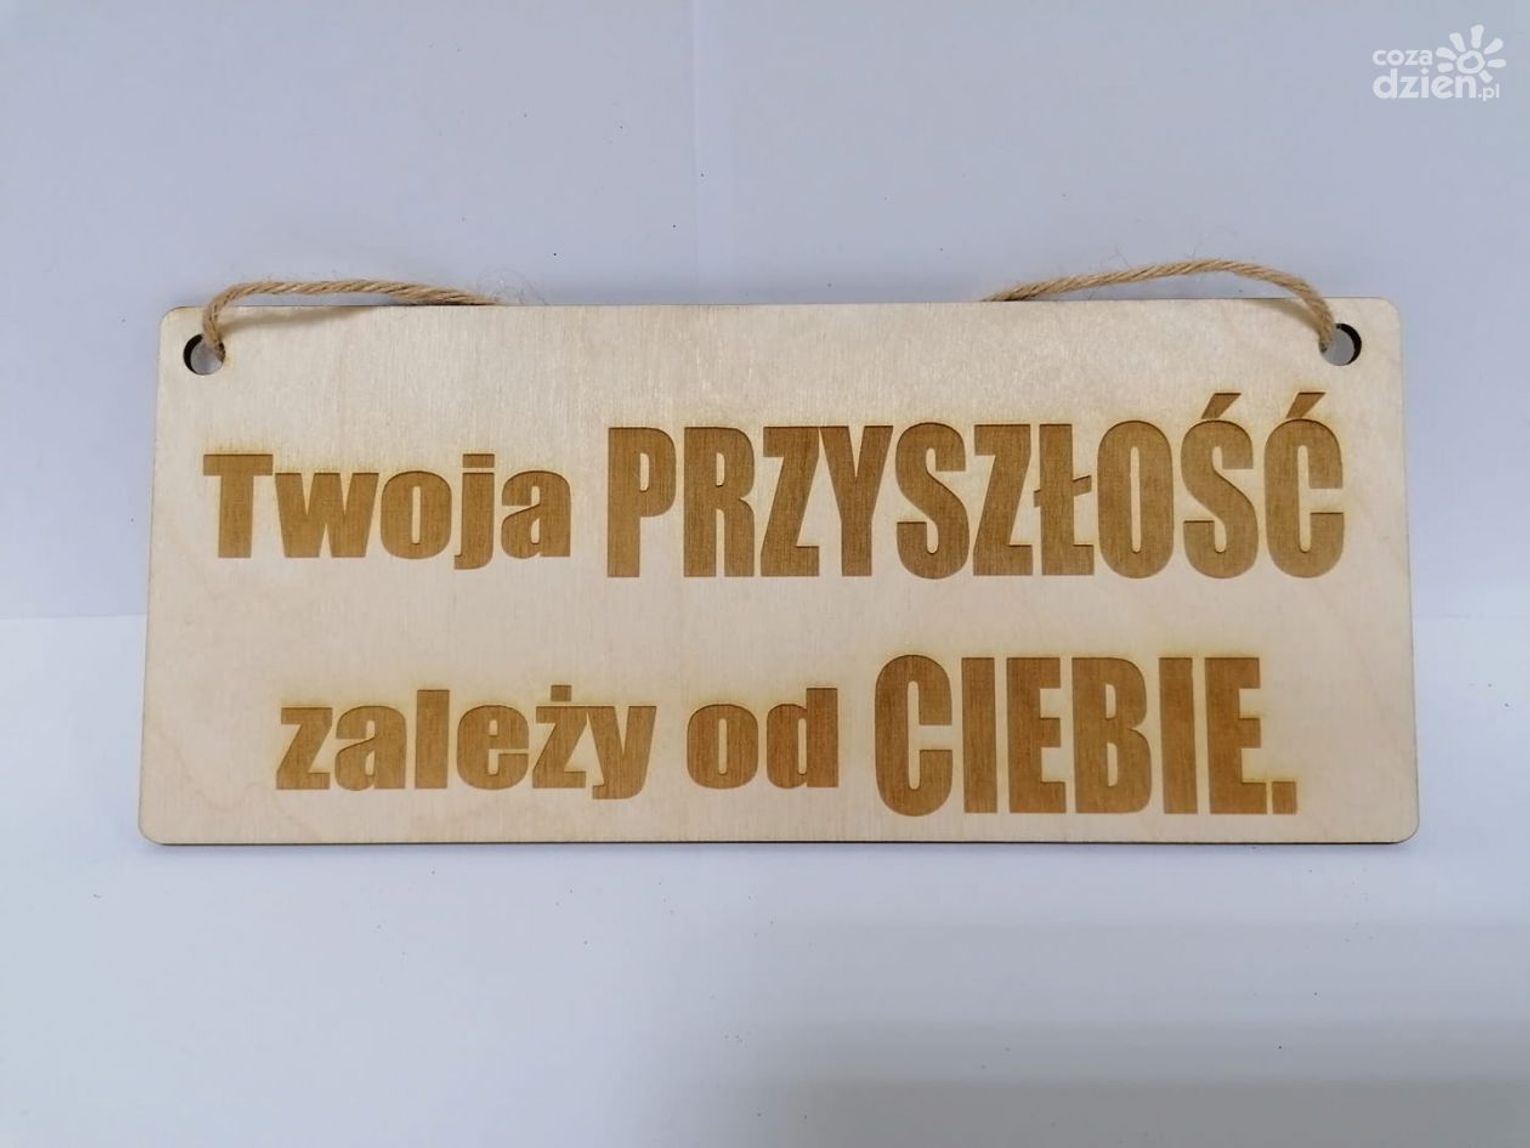 coza
dzien.pl
Twoja PRZYSZŁOŚĆ
zależy od CIEBIE.